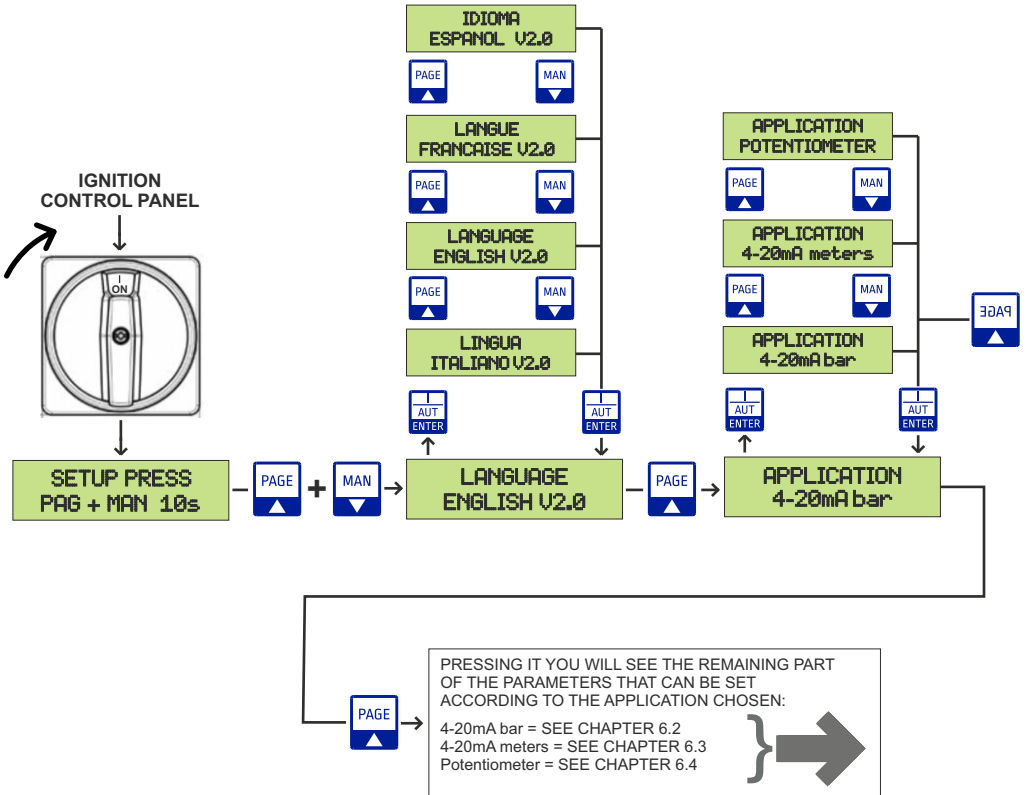 IDIOMA
ESPANOL V2.0
PAGE
MAN
LANGUE
FRANCAISE V2.0
PAGE
MAN
LANGUAGE
ENGLISH V2.0
PAGE
MAN
LINGUA
ITALIANO V2.0
AUT
ENTER
AUT
ENTER
APPLICATION
POTENTIOMETER
PAGE
MAN
APPLICATION
4-20mA meters
PAGE
MAN
APPLICATION
4-20mA bar
AUT
ENTER
AUT
ENTER
PAGE
IGNITION
CONTROL PANEL
I
ON
SETUP PRESS
PAG + MAN 10s
PAGE
+
MAN
LANGUAGE
ENGLISH V2.0
PAGE
APPLICATION
4-20mA bar
PAGE
PRESSING IT YOU WILL SEE THE REMAINING PART
OF THE PARAMETERS THAT CAN BE SET
ACCORDING TO THE APPLICATION CHOSEN:
4-20mA bar = SEE CHAPTER 6.2
4-20mA meters = SEE CHAPTER 6.3
Potentiometer = SEE CHAPTER 6.4